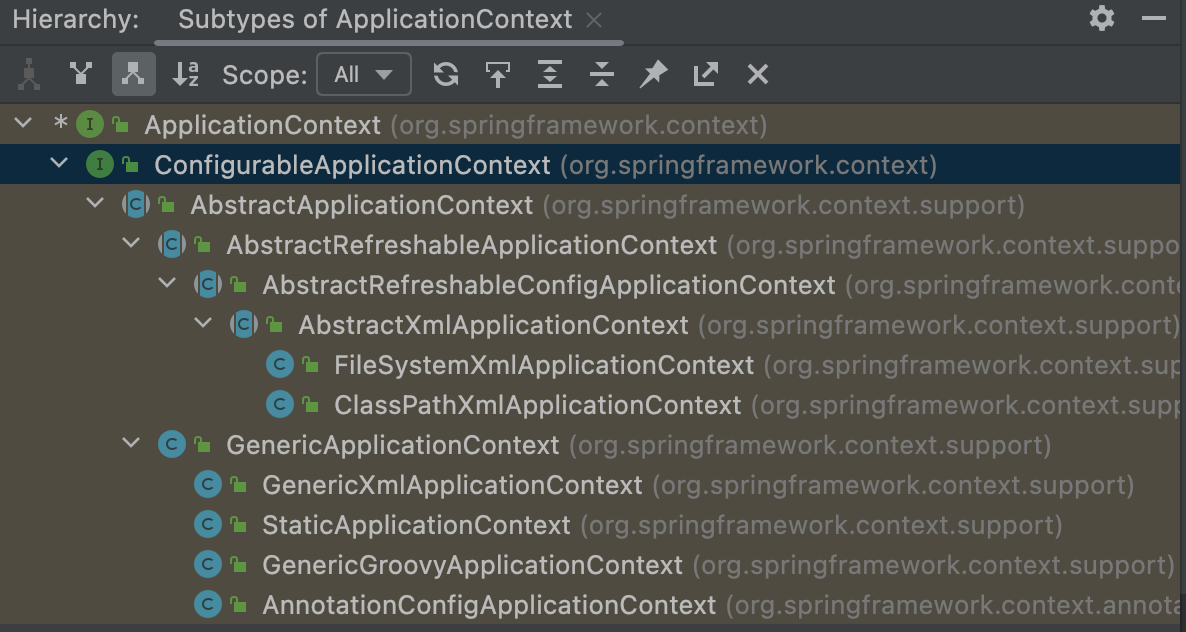 Hierarchy: Subtypes of ApplicationContext
Scope: All
* I ApplicationContext (org.springframework.context)
I ConfigurableApplicationContext (org.springframework.context)
C AbstractApplicationContext (org.springframework.context.support)
C AbstractRefreshableApplicationContext (org.springframework.context.suppo
C AbstractRefreshableConfigApplicationContext (org.springframework.conte
C AbstractXmlApplicationContext (org.springframework.context.support)
C FileSystemXmlApplicationContext (org.springframework.context.sup
C ClassPathXmlApplicationContext (org.springframework.context.supp
C GenericApplicationContext (org.springframework.context.support)
C GenericXmlApplicationContext (org.springframework.context.support)
C StaticApplicationContext (org.springframework.context.support)
C GenericGroovyApplicationContext (org.springframework.context.support)
C AnnotationConfigApplicationContext (org.springframework.context.annota